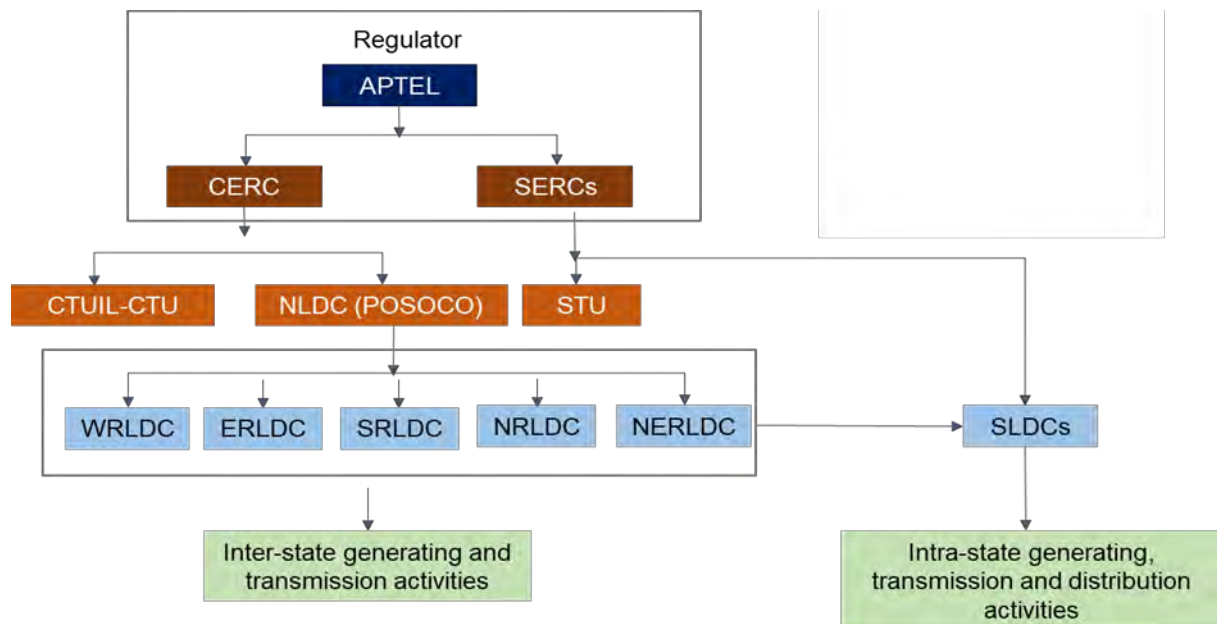 Regulator
APTEL
CERC
SERCs
CTUIL-CTU
NLDC (POSOCO)
STU
WRLDC
ERLDC
SRLDC
NRLDC
NERLDC
SLDCs
Inter-state generating and
transmission activities
Intra-state generating,
transmission and distribution
activities